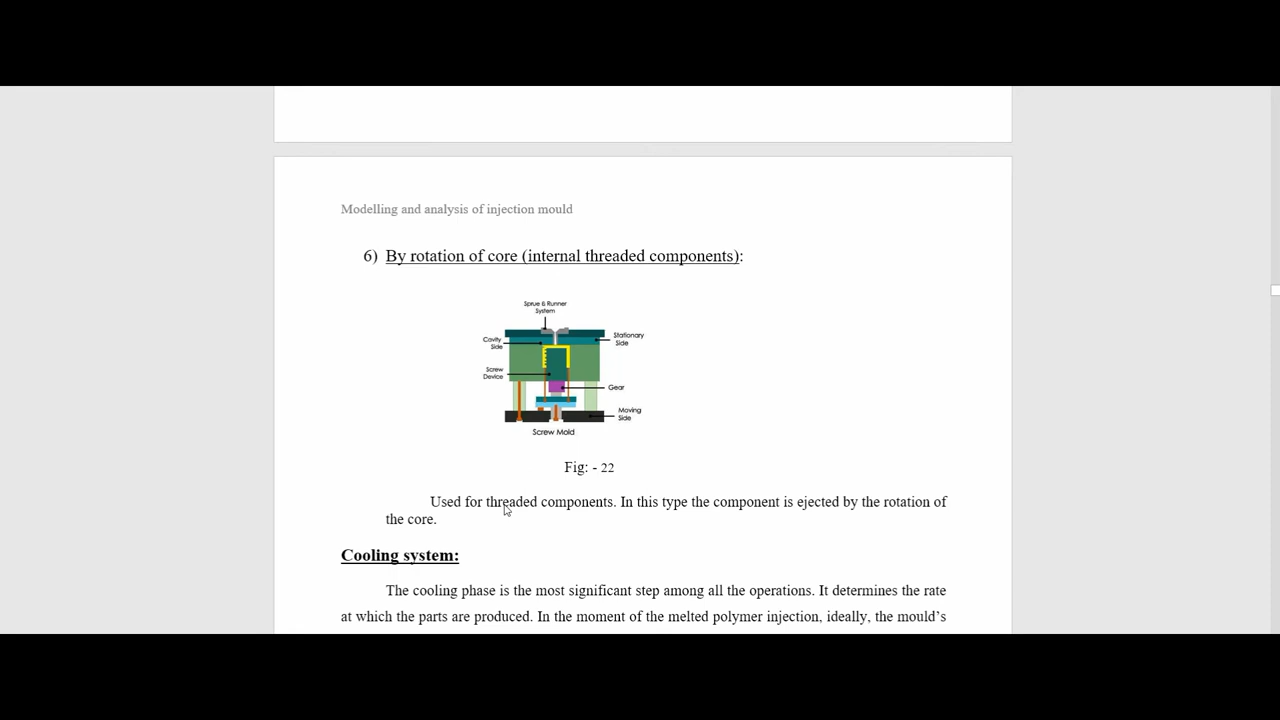 Modelling and analysis of injection mould
6) By rotation of core (internal threaded components):
Sprue & Runner
System
Cavity
Side
Stationary
Side
Screw
Device
Gear
Moving
Side
Screw Mold
Fig: - 22
Used for threaded components. In this type the component is ejected by the rotation of
the core.
Cooling system:
The cooling phase is the most significant step among all the operations. It determines the rate
at which the parts are produced. In the moment of the melted polymer injection, ideally, the mould’s